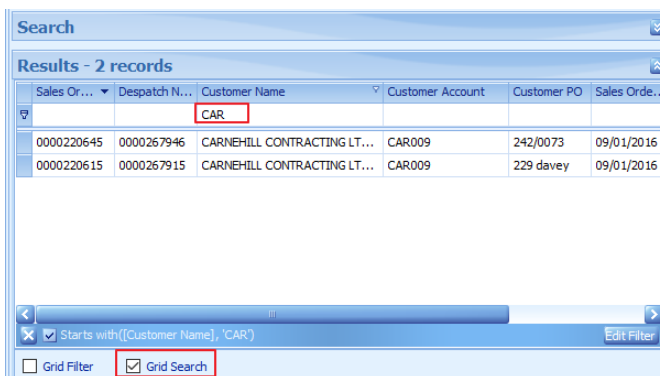 Search
Results - 2 records
Sales Or... Despatch N... Customer Name Customer Account Customer PO Sales Orde...
CAR
0000220645 0000267946 CARNEHILL CONTRACTING LT... CAR009 242/0073 09/01/2016
0000220615 0000267915 CARNEHILL CONTRACTING LT... CAR009 229 davey 09/01/2016
Starts with([Customer Name], 'CAR') Edit Filter
Grid Filter Grid Search